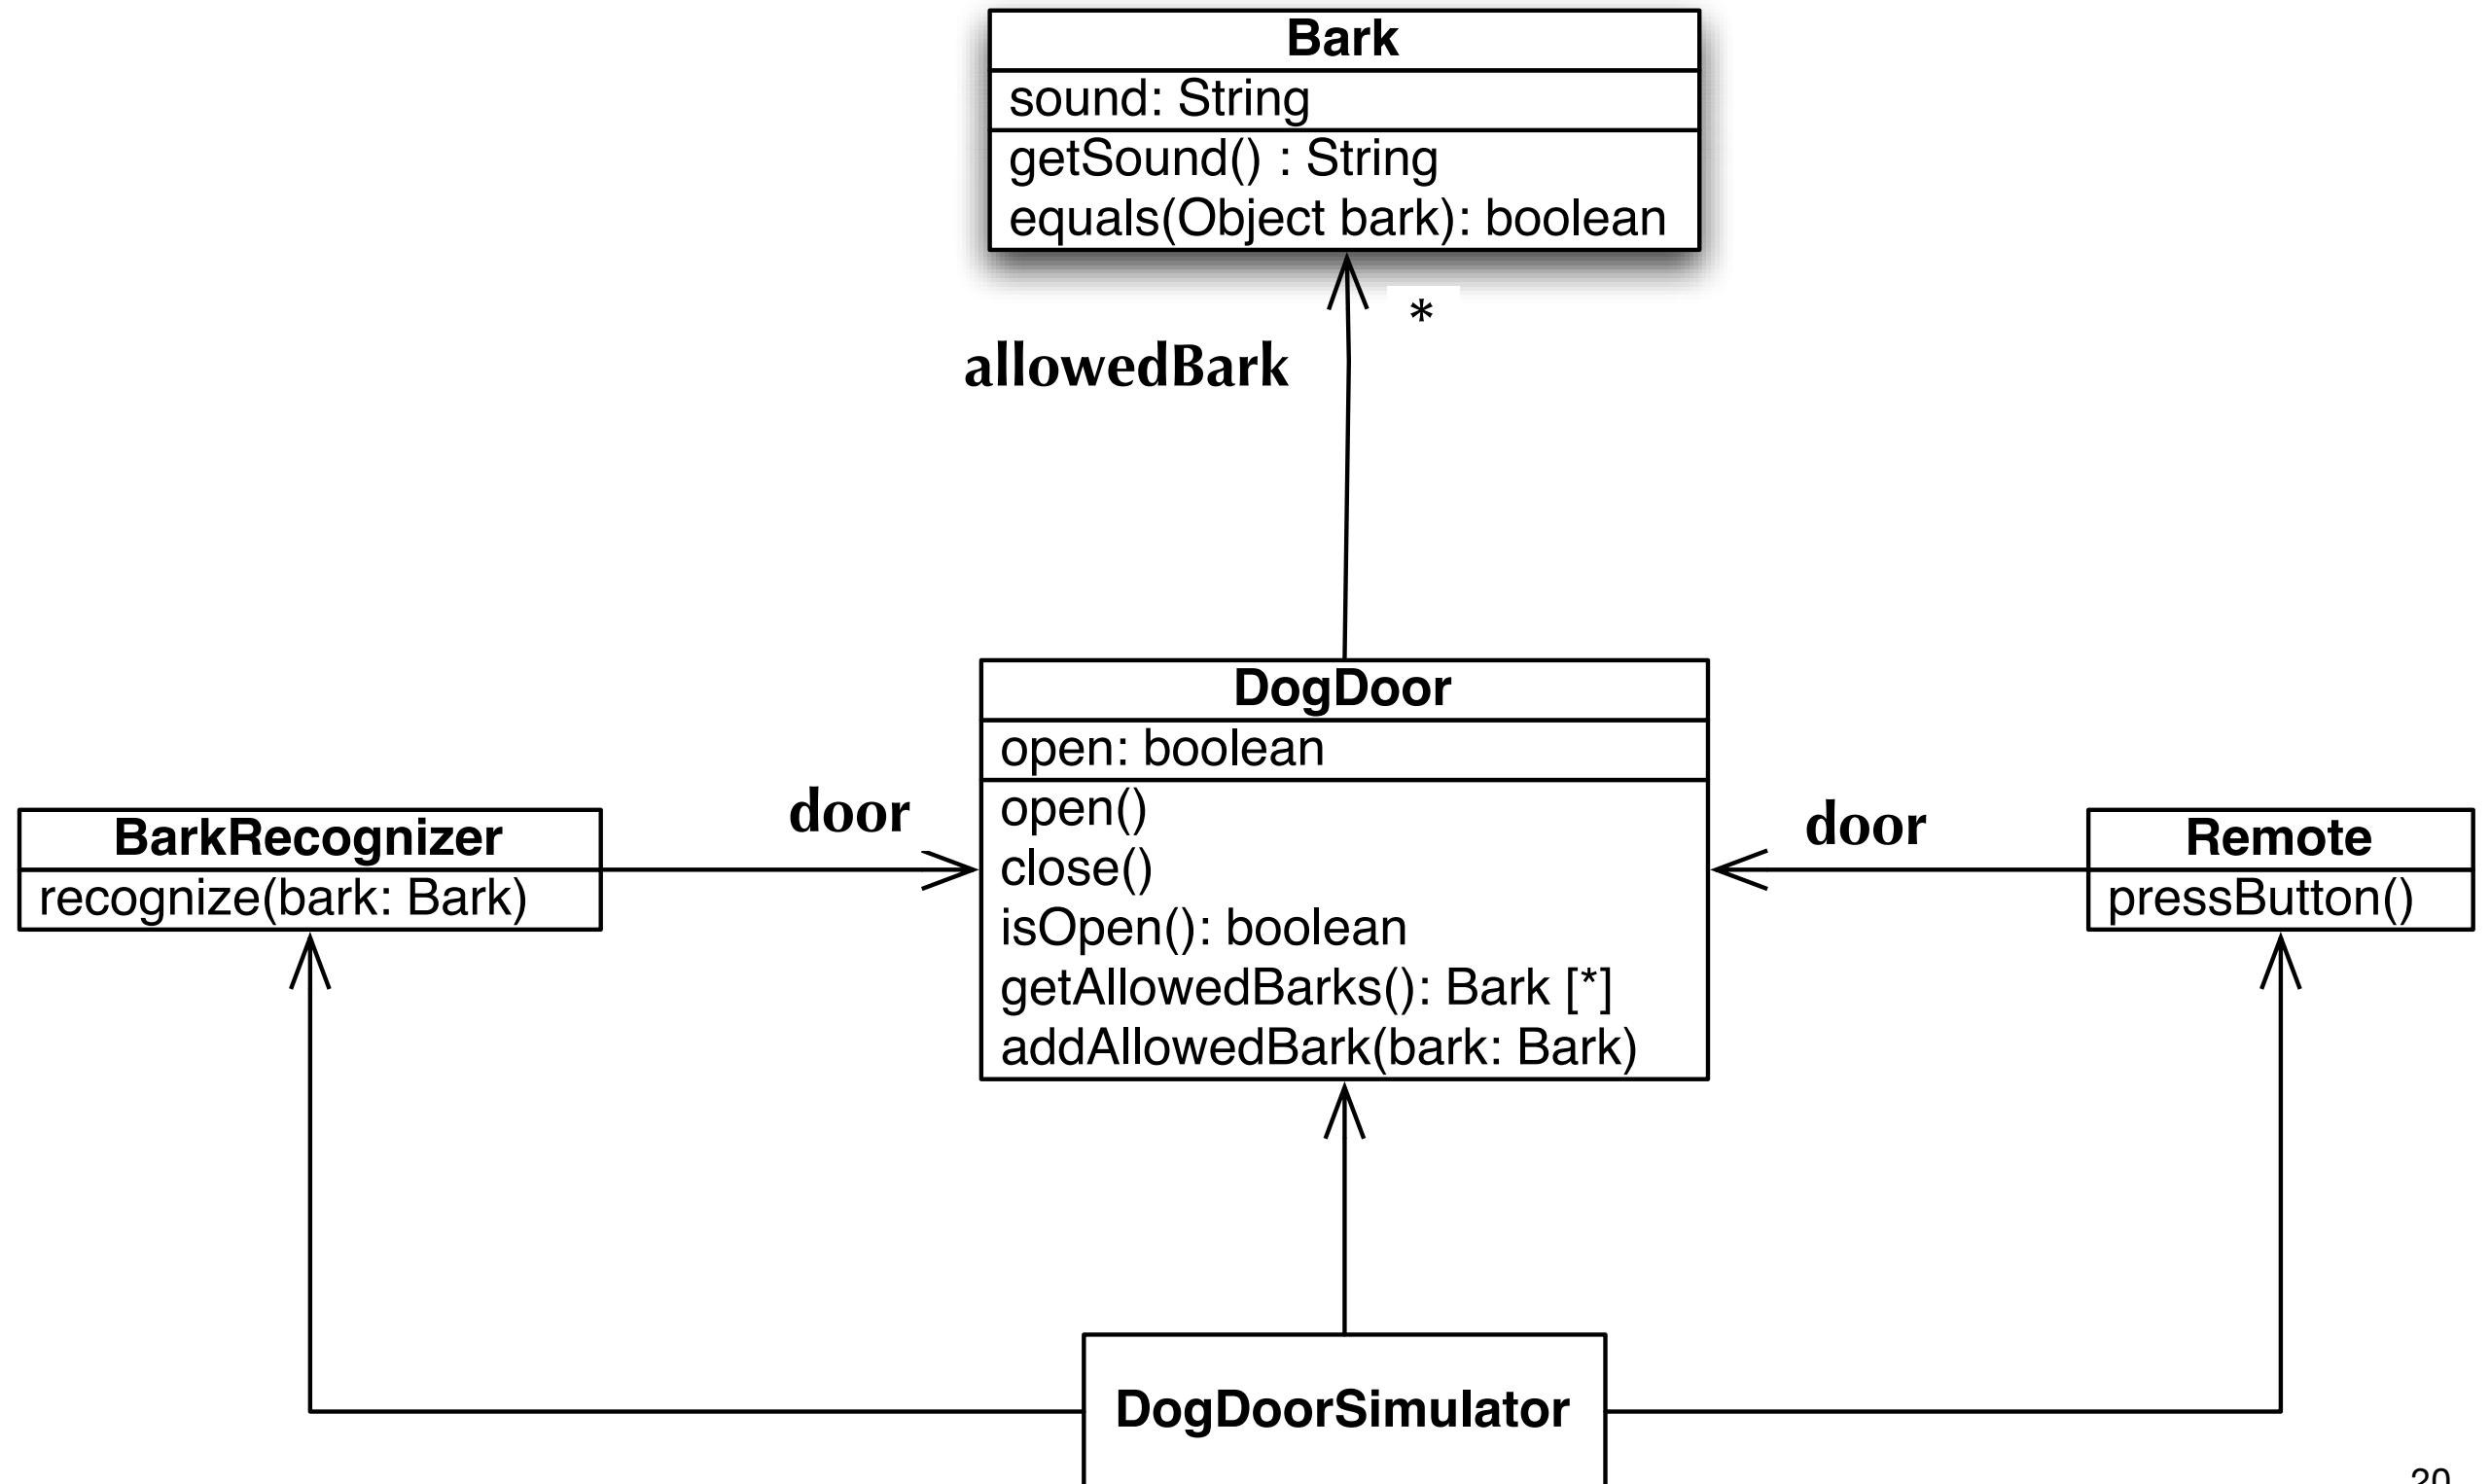 Bark
sound: String
getSound() : String
equals(Object bark): boolean
*
allowedBark
DogDoor
open: boolean
open()
close()
isOpen(): boolean
getAllowedBarks(): Bark [*]
addAllowedBark(bark: Bark)
door
BarkRecognizer
recognize(bark: Bark)
door
Remote
pressButton()
DogDoorSimulator
20